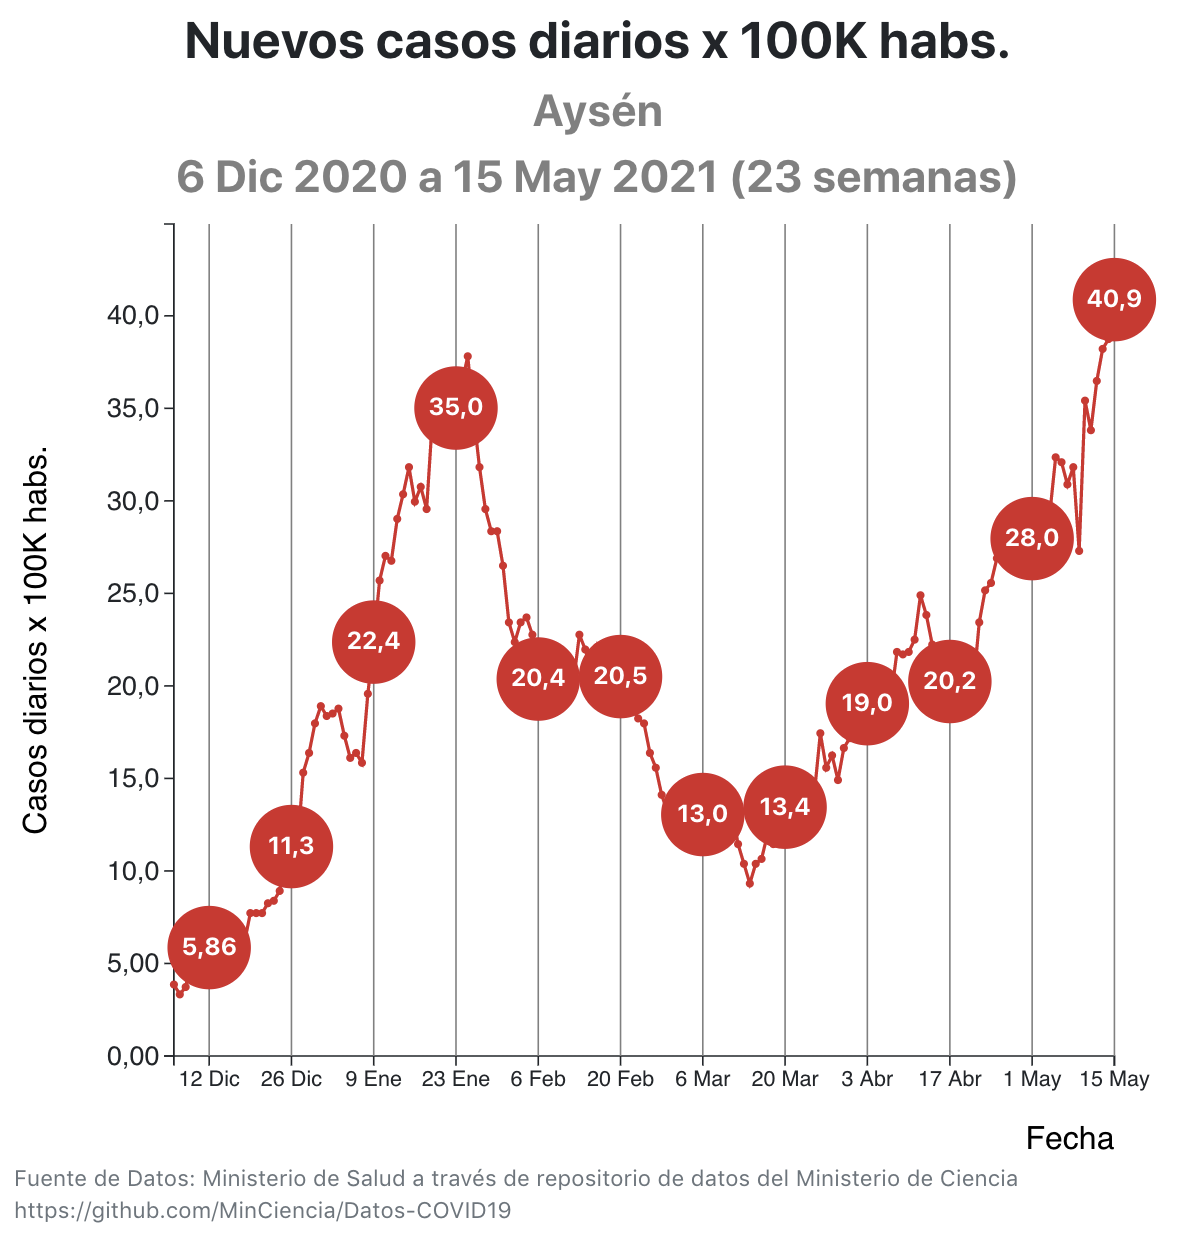 Nuevos casos diarios x 100K habs.
Aysén
6 Dic 2020 a 15 May 2021 (23 semanas)
Casos diarios x 100K habs.
40,0
35,0
30,0
25,0
20,0
15,0
10,0
5,00
0,00
5,86
11,3
22,4
35,0
20,4
20,5
13,0
13,4
19,0
20,2
28,0
40,9
12 Dic 26 Dic 9 Ene 23 Ene 6 Feb 20 Feb 6 Mar 20 Mar 3 Abr 17 Abr 1 May 15 May
Fecha
Fuente de Datos: Ministerio de Salud a través de repositorio de datos del Ministerio de Ciencia
https://github.com/MinCiencia/Datos-COVID19